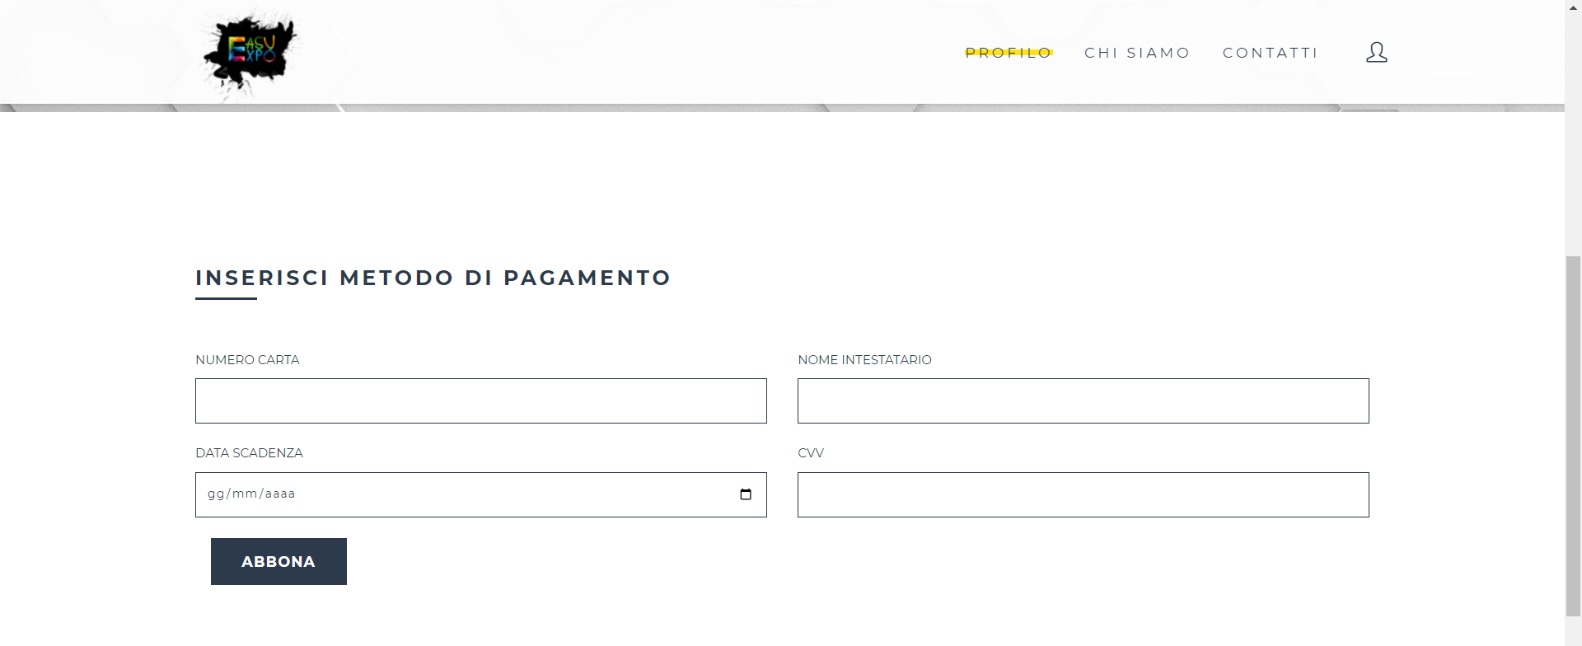 EASY
EXPO
PROFILO
CHI SIAMO
CONTATTI
INSERISCI METODO DI PAGAMENTO
NUMERO CARTA
NOME INTESTATARIO
DATA SCADENZA
CVV
gg/mm/aaaa
ABBONA